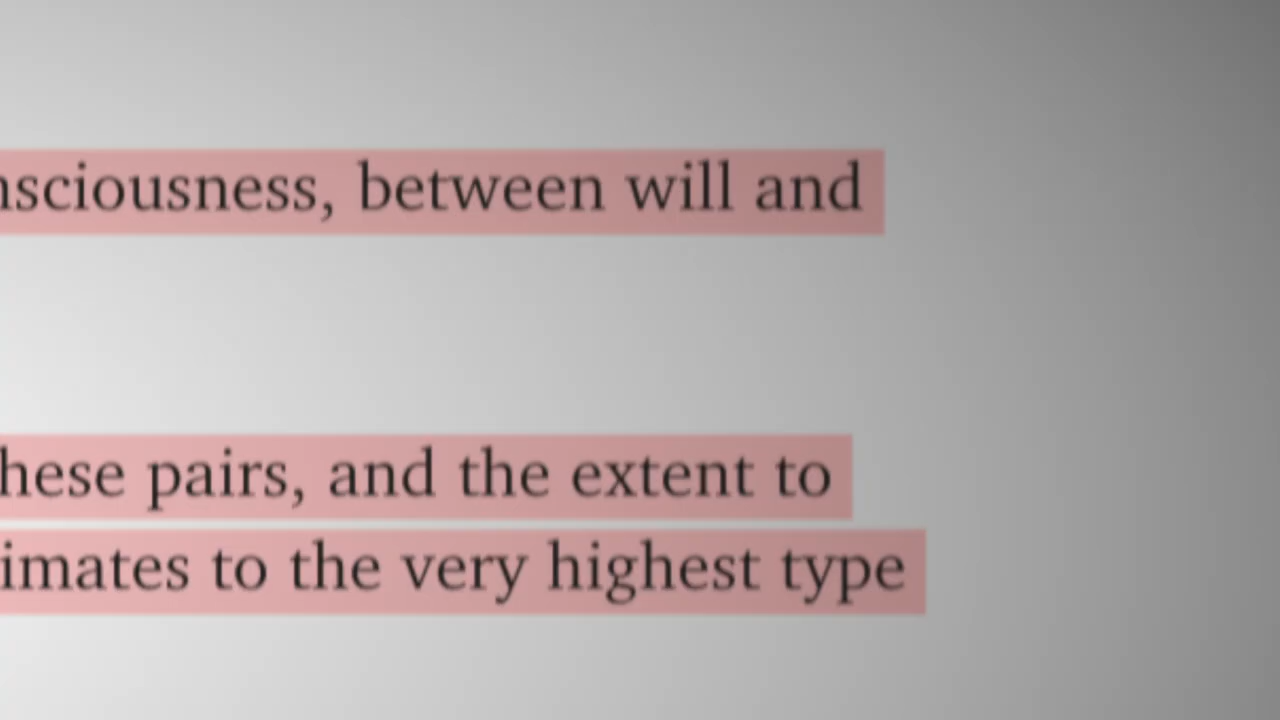 nsciousness, between will and
hese pairs, and the extent to
imates to the very highest type